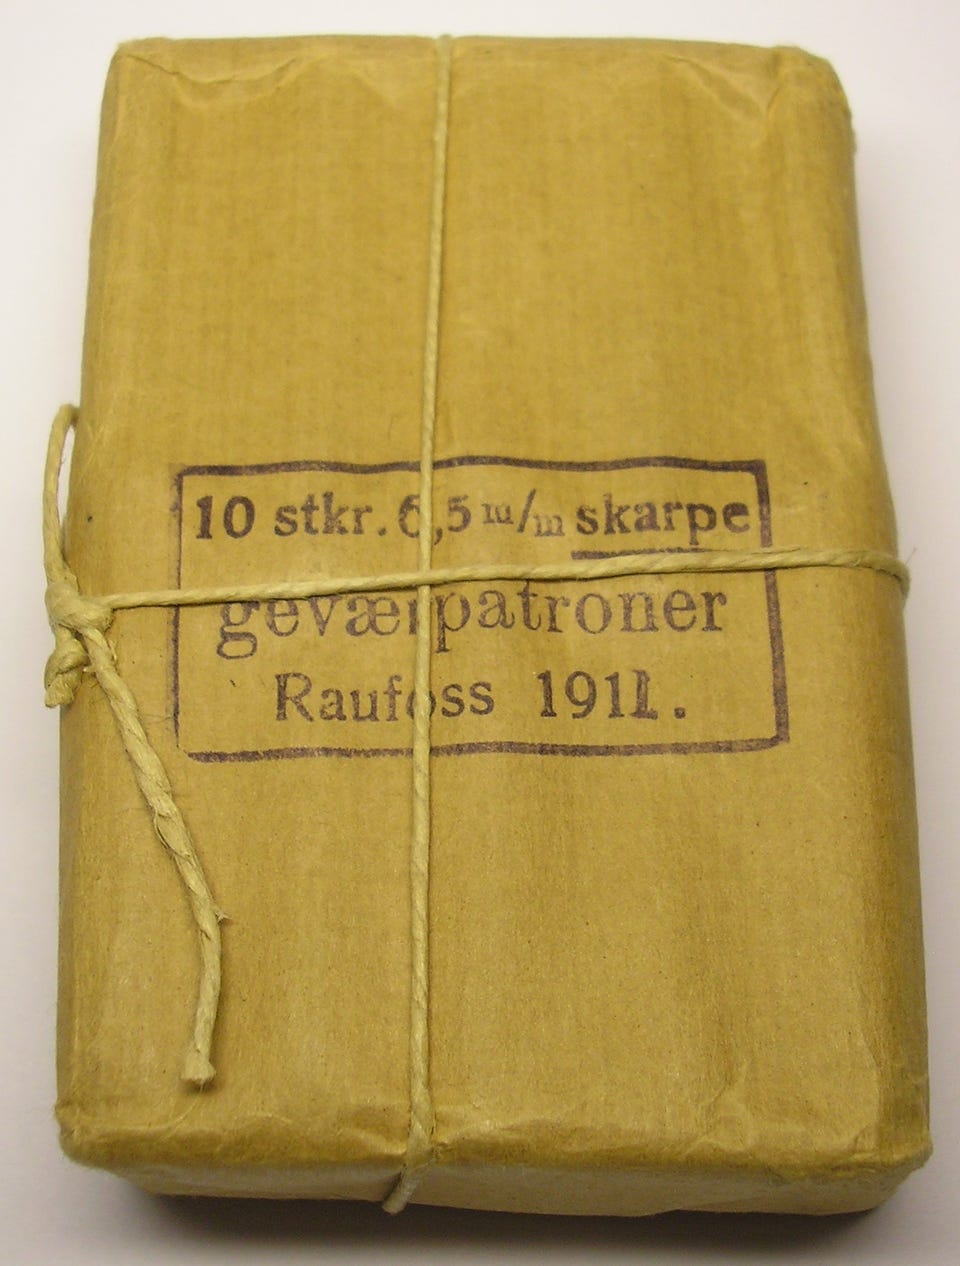 10 stkr. 6,5 m/m skarpe
geværpatroner
Raufoss 1911.